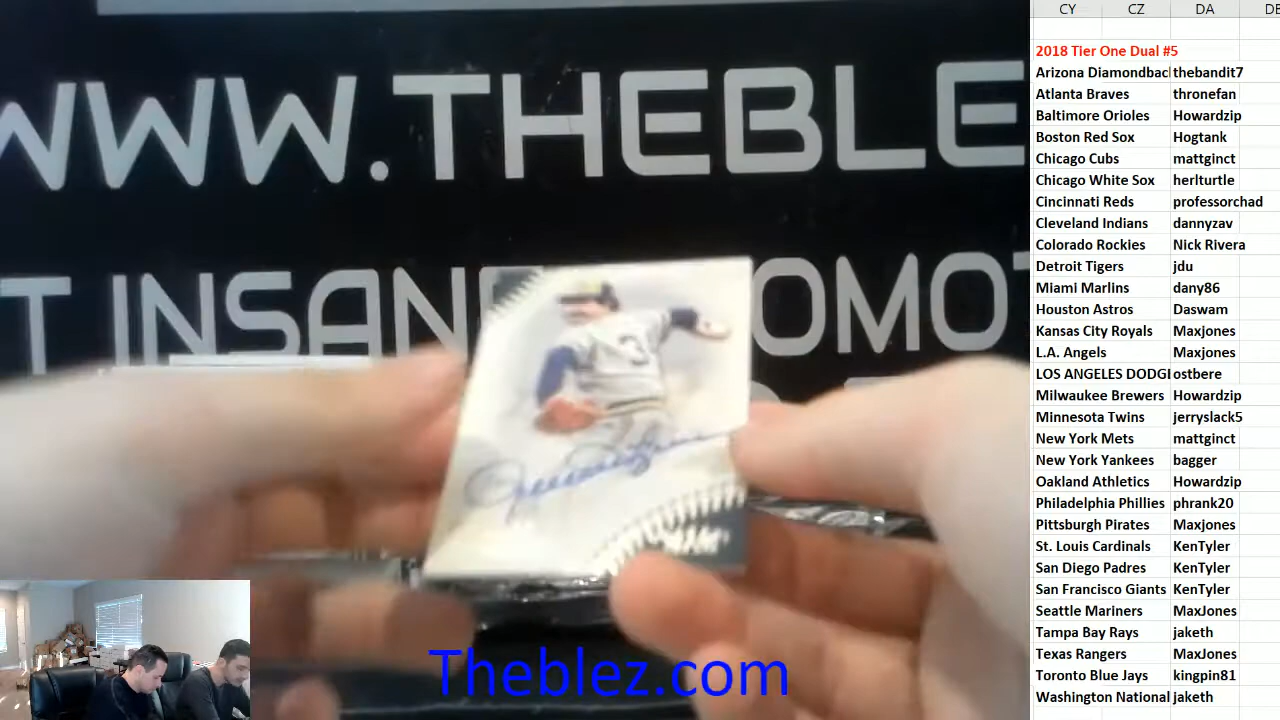 WWW.THEBLE
T INSAN OMOT
3
Theblez.com
CY CZ DA DE
2018 Tier One Dual #5
Arizona Diamondbac thebandit7
Atlanta Braves thronefan
Baltimore Orioles Howardzip
Boston Red Sox Hogtank
Chicago Cubs mattginct
Chicago White Sox herlturtle
Cincinnati Reds professorchad
Cleveland Indians dannyzav
Colorado Rockies Nick Rivera
Detroit Tigers jdu
Miami Marlins dany86
Houston Astros Daswam
Kansas City Royals MaxJones
L.A. Angels MaxJones
LOS ANGELES DODG ostbere
Milwaukee Brewers Howardzip
Minnesota Twins jerryslack5
New York Mets mattginct
New York Yankees bagger
Oakland Athletics Howardzip
Philadelphia Phillies phrank20
Pittsburgh Pirates MaxJones
St. Louis Cardinals KenTyler
San Diego Padres KenTyler
San Francisco Giants KenTyler
Seattle Mariners MaxJones
Tampa Bay Rays jaketh
Texas Rangers MaxJones
Toronto Blue Jays kingpin81
Washington National jaketh